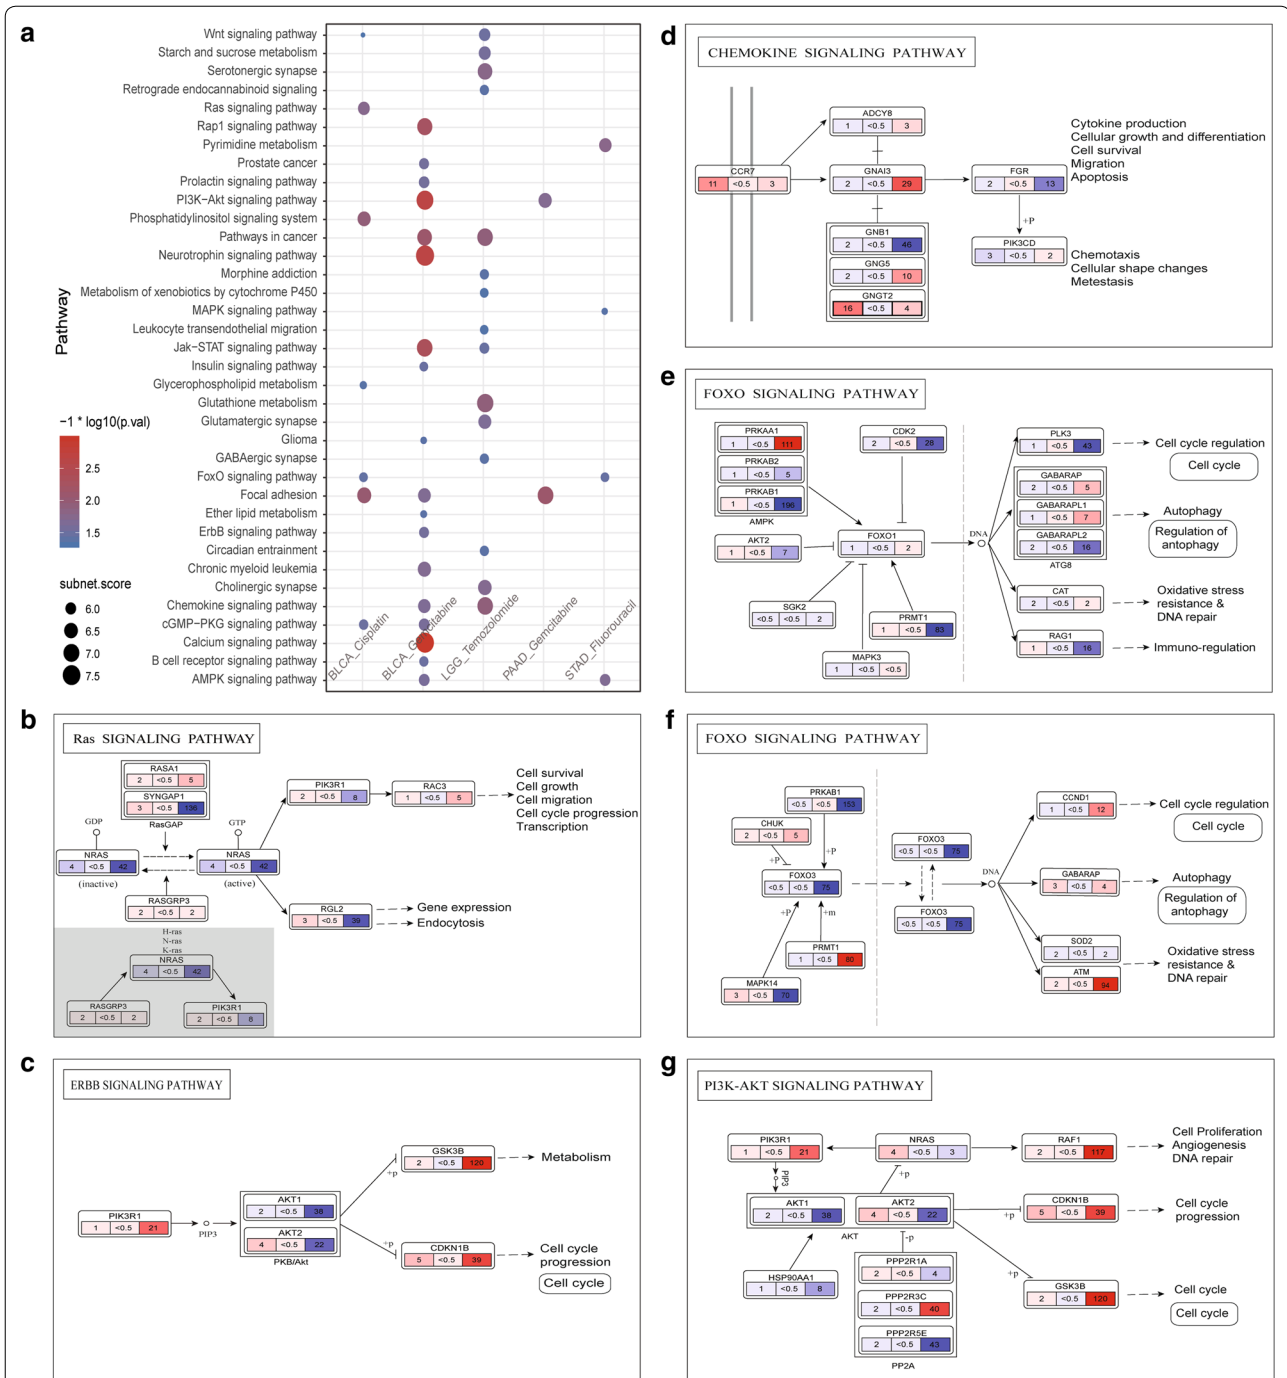 a
Wnt signaling pathway
Starch and sucrose metabolism
Serotonergic synapse
Retrograde endocannabinoid signaling
Ras signaling pathway
Rap1 signaling pathway
Pyrimidine metabolism
Prostate cancer
Prolactin signaling pathway
PI3K-Akt signaling pathway
Phosphatidylinositol signaling system
Pathways in cancer
Neurotrophin signaling pathway
Morphine addiction
Metabolism of xenobiotics by cytochrome P450
MAPK signaling pathway
Leukocyte transendothelial migration
Jak-STAT signaling pathway
Insulin signaling pathway
Glycerophospholipid metabolism
Glutathione metabolism
Glutamatergic synapse
Glioma
GABAergic synapse
FoxO signaling pathway
Focal adhesion
Ether lipid metabolism
ErbB signaling pathway
Circadian entrainment
Chronic myeloid leukemia
Cholinergic synapse
Chemokine signaling pathway
cGMP-PKG signaling pathway
Calcium signaling pathway
B cell receptor signaling pathway
AMPK signaling pathway
Pathway
-1 * log10(p.val)
2.5
2.0
1.5
subnet.score
6.0
6.5
7.0
7.5
BLCA_Cisplatin
BLCA_Gemcitabine
LGG_Temozolomide
PAAD_Gemcitabine
STAD_Fluorouracil
b
Ras SIGNALING PATHWAY
RASA1
2 <0.5 5
SYNGAP1
3 <0.5 136
RasGAP
GDP
GTP
NRAS
4 <0.5 42
(inactive)
NRAS
4 <0.5 42
(active)
RASGRP3
2 <0.5 2
PIK3R1
2 <0.5 8
RAC3
1 <0.5 5
Cell survival
Cell growth
Cell migration
Cell cycle progression
Transcription
RGL2
3 <0.5 39
Gene expression
Endocytosis
H-ras
N-ras
K-ras
NRAS
4 <0.5 42
RASGRP3
2 <0.5 2
PIK3R1
2 <0.5 8
c
ERBB SIGNALING PATHWAY
PIK3R1
1 <0.5 21
PIP3
AKT1
2 <0.5 38
AKT2
4 <0.5 22
PKB/Akt
+p
GSK3B
2 <0.5 120
Metabolism
+p
CDKN1B
5 <0.5 39
Cell cycle
progression
Cell cycle
d
CHEMOKINE SIGNALING PATHWAY
CCR7
11 <0.5 3
ADCY8
1 <0.5 3
GNAI3
2 <0.5 29
GNB1
2 <0.5 46
GNG5
2 <0.5 10
GNGT2
16 <0.5 4
FGR
2 <0.5 13
+P
PIK3CD
3 <0.5 2
Cytokine production
Cellular growth and differentiation
Cell survival
Migration
Apoptosis
Chemotaxis
Cellular shape changes
Metastasis
e
FOXO SIGNALING PATHWAY
PRKAA1
1 <0.5 111
PRKAB2
1 <0.5 5
PRKAB1
1 <0.5 196
AMPK
CDK2
2 <0.5 28
AKT2
1 <0.5 7
FOXO1
1 <0.5 2
SGK2
<0.5 <0.5 2
PRMT1
1 <0.5 83
MAPK3
1 <0.5 <0.5
DNA
PLK3
1 <0.5 43
Cell cycle regulation
Cell cycle
GABARAP
2 <0.5 5
GABARAPL1
1 <0.5 7
GABARAPL2
2 <0.5 16
ATG8
Autophagy
Regulation of
antophagy
CAT
2 <0.5 2
Oxidative stress
resistance &
DNA repair
RAG1
1 <0.5 16
Immuno-regulation
f
FOXO SIGNALING PATHWAY
PRKAB1
<0.5 <0.5 153
CHUK
2 <0.5 5
+P
+P
FOXO3
<0.5 <0.5 75
+P
+m
PRMT1
1 <0.5 80
MAPK14
3 <0.5 70
FOXO3
<0.5 <0.5 75
FOXO3
<0.5 <0.5 75
DNA
CCND1
1 <0.5 12
Cell cycle regulation
Cell cycle
GABARAP
3 <0.5 4
Autophagy
Regulation of
antophagy
SOD2
2 <0.5 2
ATM
2 <0.5 94
Oxidative stress
resistance &
DNA repair
g
PI3K-AKT SIGNALING PATHWAY
PIK3R1
1 <0.5 21
NRAS
4 <0.5 3
RAF1
2 <0.5 117
Cell Proliferation
Angiogenesis
DNA repair
PIP3
+p
AKT1
2 <0.5 38
AKT2
4 <0.5 22
AKT
CDKN1B
5 <0.5 39
+p
Cell cycle
progression
-p
HSP90AA1
1 <0.5 8
PPP2R1A
2 <0.5 4
PPP2R3C
2 <0.5 40
PPP2R5E
2 <0.5 43
PP2A
+p
GSK3B
2 <0.5 120
Cell cycle
Cell cycle